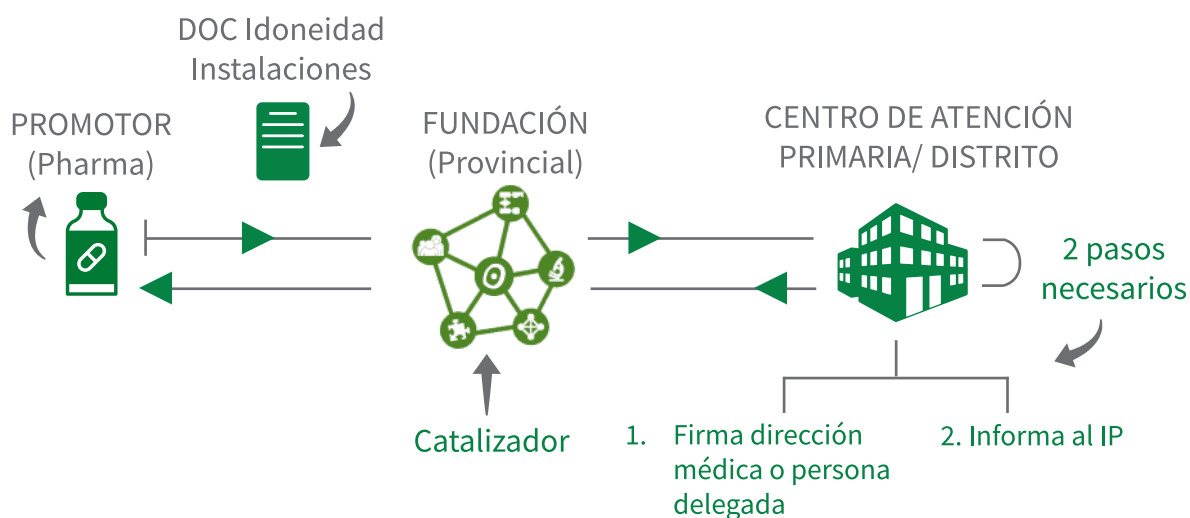 DOC Idoneidad
Instalaciones
PROMOTOR
(Pharma)
FUNDACIÓN
(Provincial)
CENTRO DE ATENCIÓN
PRIMARIA/ DISTRITO
2 pasos
necesarios
Catalizador
1. Firma dirección
médica o persona
delegada
2. Informa al IP